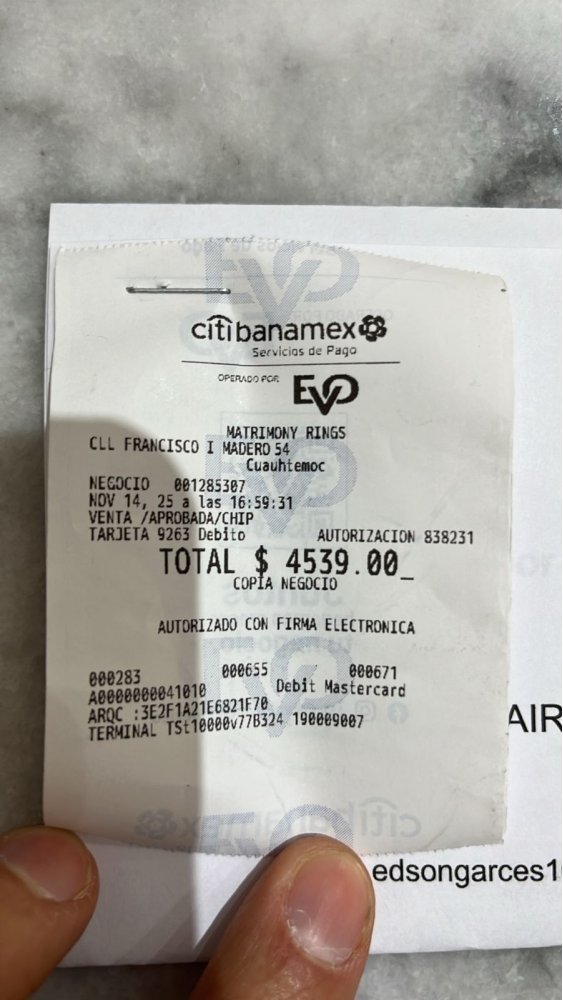 citibanamex
Servicios de Pago
OPERADO POR
EVO
MATRIMONY RINGS
CLL FRANCISCO I MADERO 54
Cuauhtemoc
NEGOCIO 001285307
NOV 14, 25 a las 16:59:31
VENTA /APROBADA/CHIP
TARJETA 9263 Debito AUTORIZACION 838231
TOTAL $ 4539.00_
COPIA NEGOCIO
AUTORIZADO CON FIRMA ELECTRONICA
000283 000655 000671
A0000000041010 Debit Mastercard
ARQC :3E2F1A21E6821F70
TERMINAL TSt10000v77B324 190009007
AIR
edsongarces1